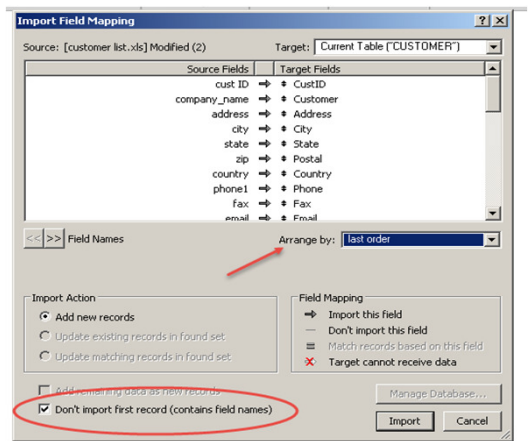 Import Field Mapping
Source: [customer list.xls] Modified (2) Target: Current Table ("CUSTOMER")
Source Fields Target Fields
cust ID CustID
company_name Customer
address Address
city City
state State
zip Postal
country Country
phone1 Phone
fax Fax
email Email
<< >> Field Names Arrange by: last order
Import Action Field Mapping
Add new records Import this field
Update existing records in found set Don't import this field
Update matching records in found set Match records based on this field
Target cannot receive data
Add remaining data as new records Manage Database...
Don't import first record (contains field names)
Import Cancel